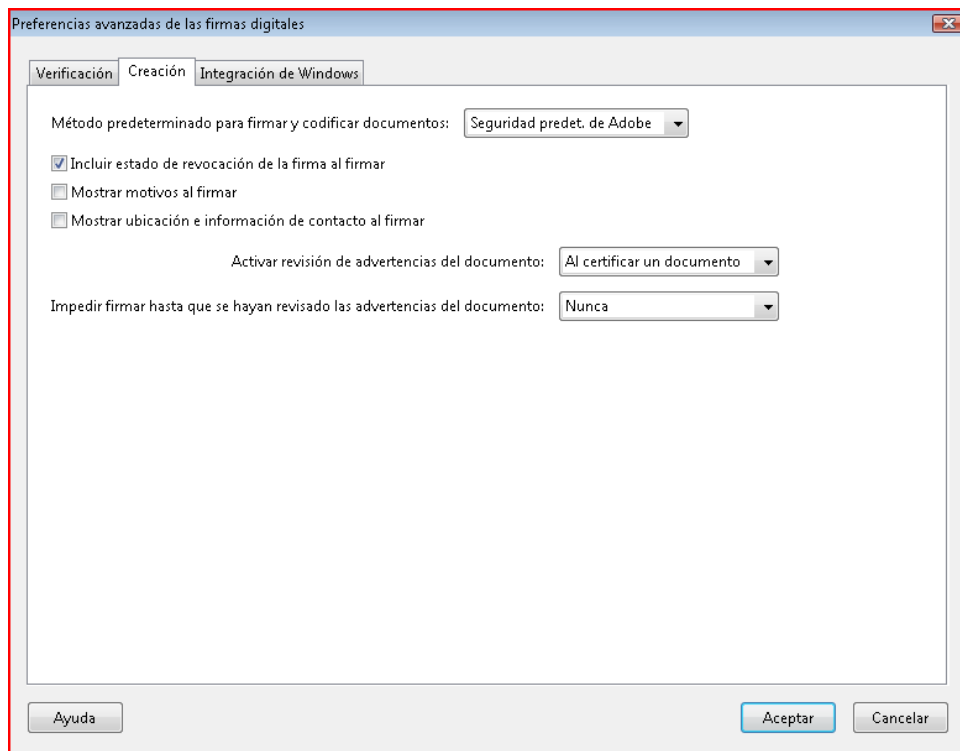 Preferencias avanzadas de las firmas digitales
Verificación Creación Integración de Windows
Método predeterminado para firmar y codificar documentos: Seguridad predet. de Adobe
Incluir estado de revocación de la firma al firmar
Mostrar motivos al firmar
Mostrar ubicación e información de contacto al firmar
Activar revisión de advertencias del documento: Al certificar un documento
Impedir firmar hasta que se hayan revisado las advertencias del documento: Nunca
Ayuda Aceptar Cancelar